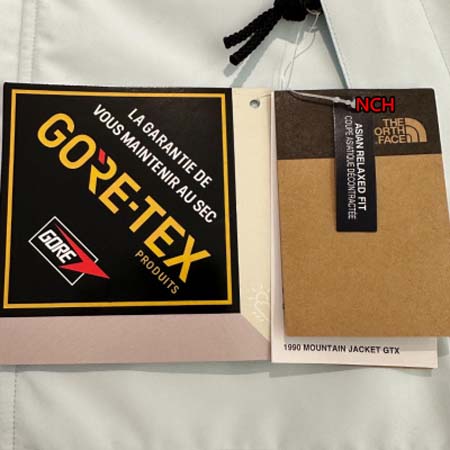 LA GARANTIE DE
VOUS MAINTENIR AU SEC
GORE-TEX
PRODUITS
GORE
NCH
ASIAN RELAXED FIT
COUPE ASIATIQUE DÉCONTRACTÉE
THE
NORTH
FACE
1990 MOUNTAIN JACKET GTX